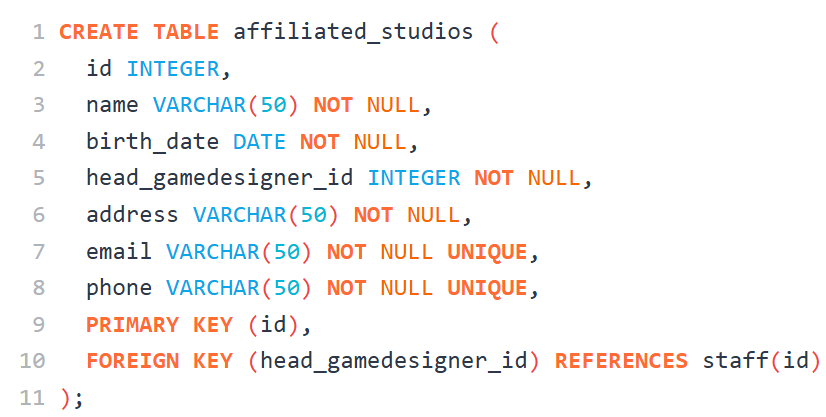 1 CREATE TABLE affiliated_studios (
2 id INTEGER,
3 name VARCHAR(50) NOT NULL,
4 birth_date DATE NOT NULL,
5 head_gamedesigner_id INTEGER NOT NULL,
6 address VARCHAR(50) NOT NULL,
7 email VARCHAR(50) NOT NULL UNIQUE,
8 phone VARCHAR(50) NOT NULL UNIQUE,
9 PRIMARY KEY (id),
10 FOREIGN KEY (head_gamedesigner_id) REFERENCES staff(id)
11 );